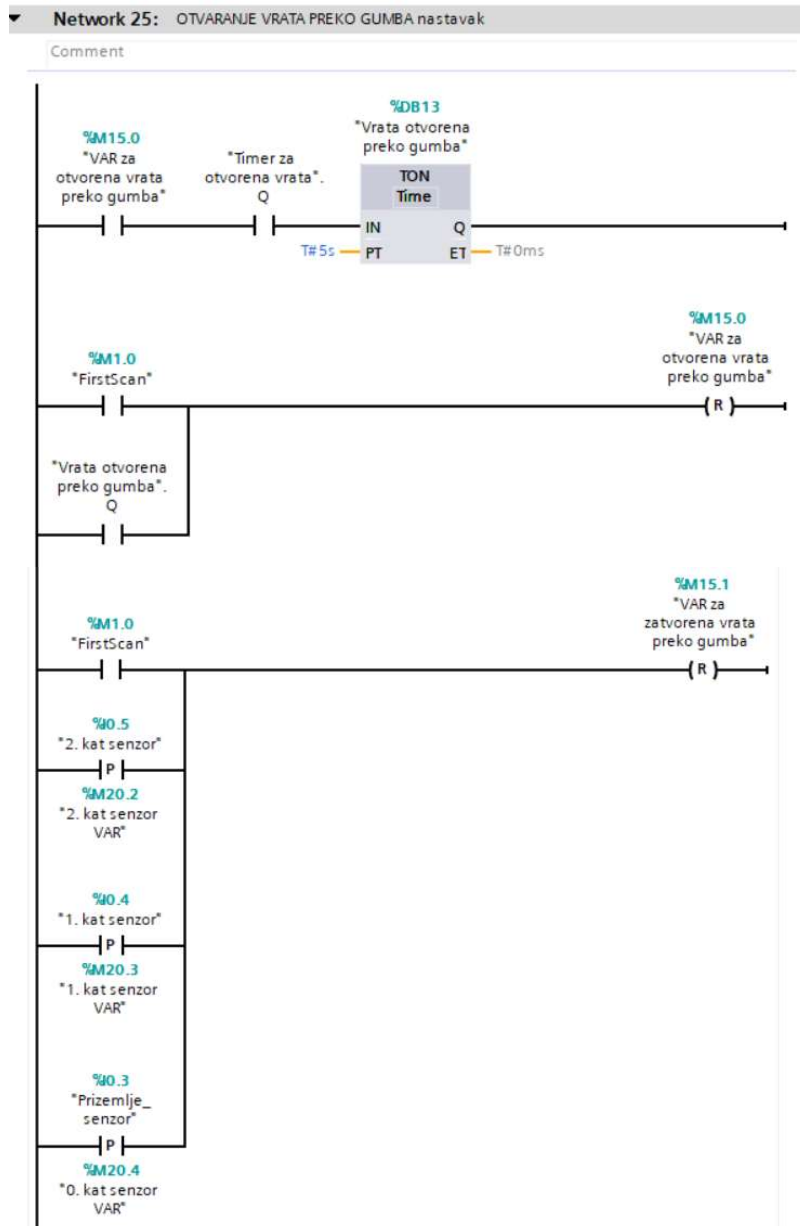 Network 25: OTVARANJE VRATA PREKO GUMBA nastavak
Comment
%DB13
"Vrata otvorena
preko gumba"
%M15.0
"VAR za
otvorena vrata
preko gumba"
"Timer za
otvorena vrata".
Q
TON
Time
IN Q
T#5s PT ET T#0ms
%M15.0
"VAR za
otvorena vrata
preko gumba"
R
%M1.0
"FirstScan"
"Vrata otvorena
preko gumba".
Q
%M15.1
"VAR za
zatvorena vrata
preko gumba"
R
%M1.0
"FirstScan"
%I0.5
"2. kat senzor"
P
%M20.2
"2. kat senzor
VAR"
%I0.4
"1. kat senzor"
P
%M20.3
"1. kat senzor
VAR"
%I0.3
"Prizemlje_
senzor"
P
%M20.4
"0. kat senzor
VAR"